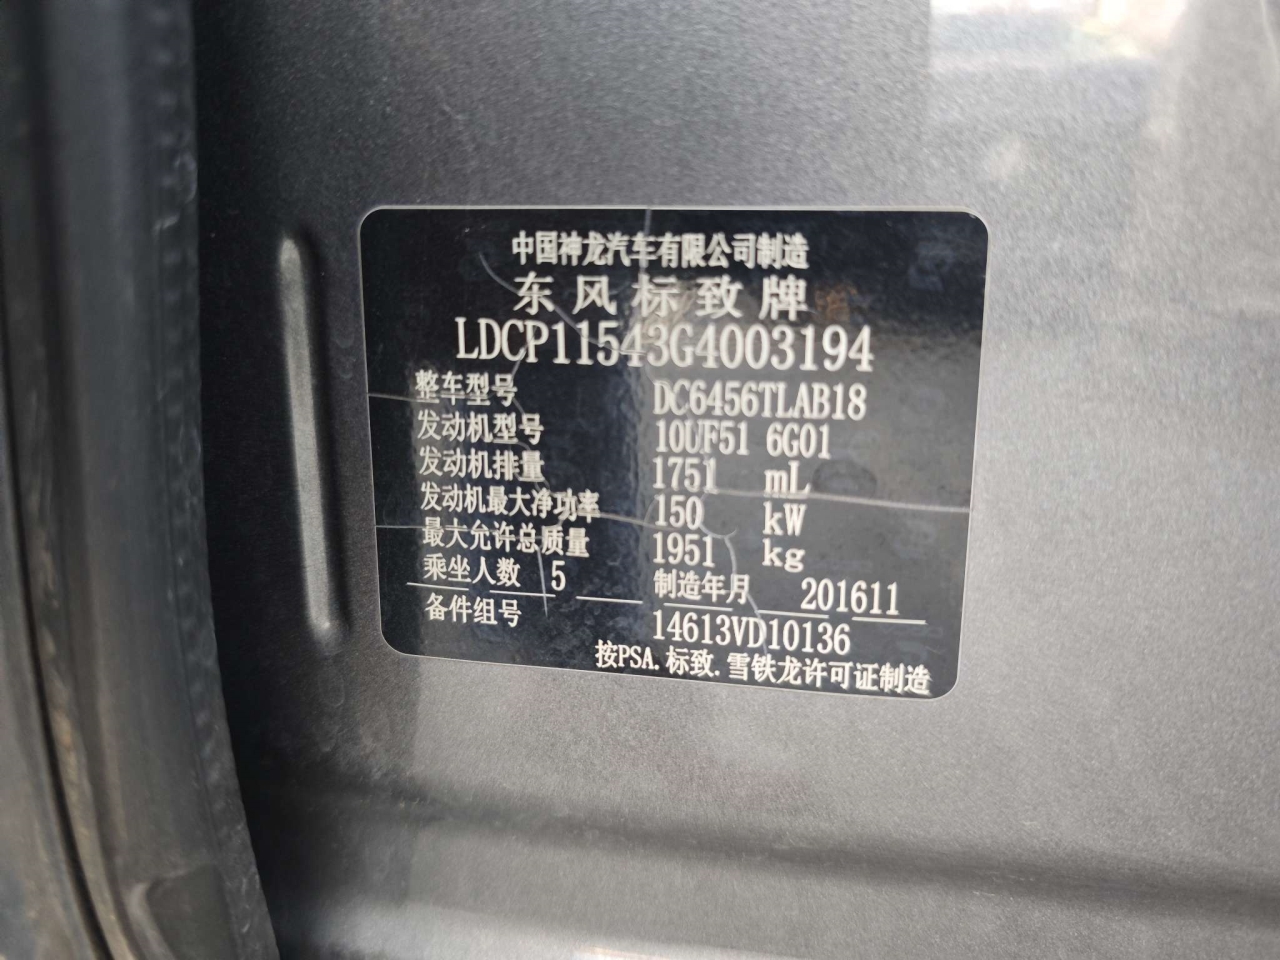 中国神龙汽车有限公司制造
东风标致牌
LDCP11543G4003194
整车型号 DC6456TLAB18
发动机型号 10UF51 6G01
发动机排量 1751 mL
发动机最大净功率 150 kW
最大允许总质量 1951 kg
乘坐人数 5 制造年月 201611
备件组号 14613VD10136
按PSA.标致.雪铁龙许可证制造